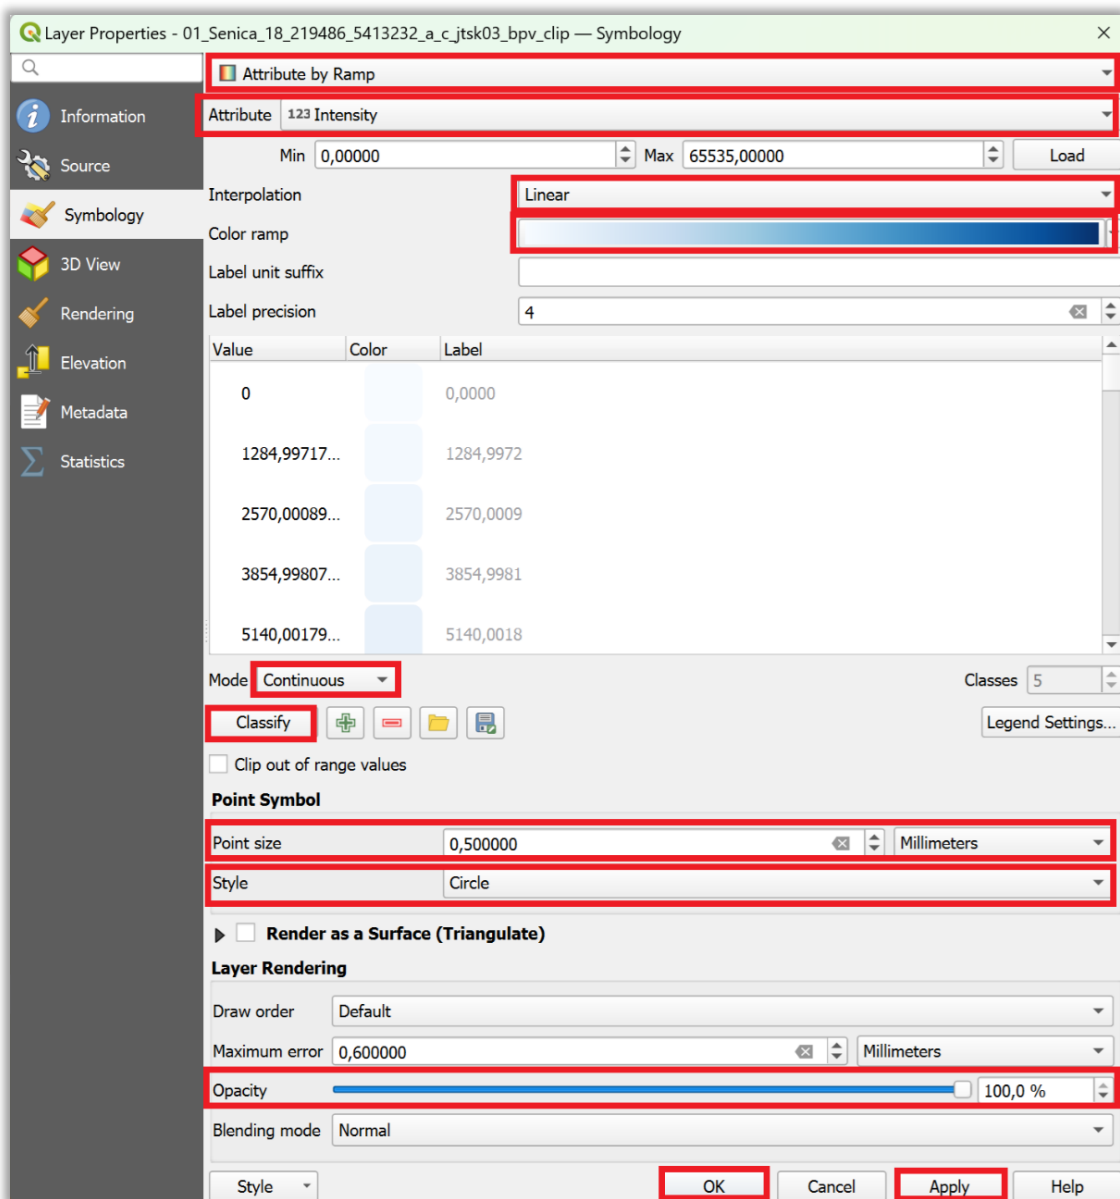 Layer Properties - 01_Senica_18_219486_5413232_a_c_jtsk03_bpv_clip — Symbology
Attribute by Ramp
Information
Source
Symbology
3D View
Rendering
Elevation
Metadata
Statistics
Attribute 123 Intensity
Min 0,00000 Max 65535,00000 Load
Interpolation Linear
Color ramp
Label unit suffix
Label precision 4
Value Color Label
0 0,0000
1284,99717... 1284,9972
2570,00089... 2570,0009
3854,99807... 3854,9981
5140,00179... 5140,0018
Mode Continuous Classes 5
Classify Legend Settings...
Clip out of range values
Point Symbol
Point size 0,500000 Millimeters
Style Circle
Render as a Surface (Triangulate)
Layer Rendering
Draw order Default
Maximum error 0,600000 Millimeters
Opacity 100,0 %
Blending mode Normal
Style OK Cancel Apply Help